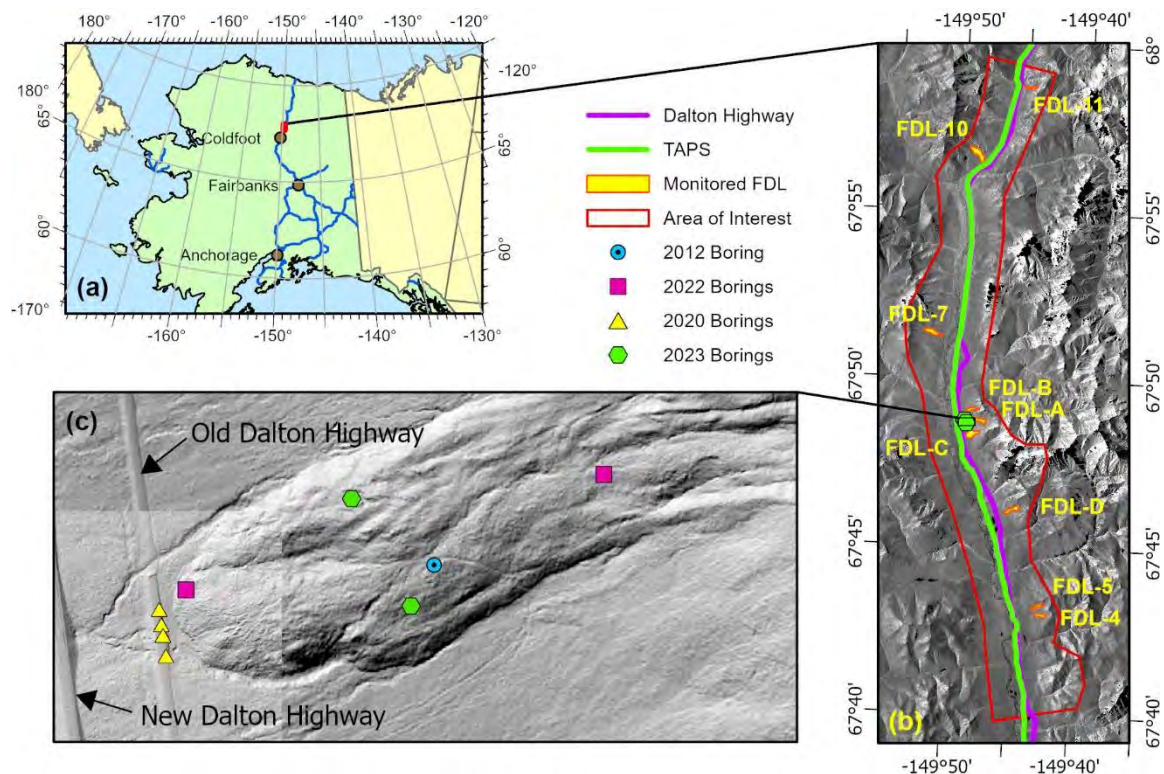 180° -170° -160° -150° -140° -130° -120°
-120°
180°
65°
60°
-170°
65°
60°
-160° -150° -140° -130°
Coldfoot
Fairbanks
Anchorage
(a)
Dalton Highway
TAPS
Monitored FDL
Area of Interest
2012 Boring
2022 Borings
2020 Borings
2023 Borings
(c)
Old Dalton Highway
New Dalton Highway
-149°50' -149°40'
68°
67°55'
67°50'
67°45'
67°40'
67°55'
67°50'
67°45'
67°40'
FDL-11
FDL-10
FDL-7
FDL-B
FDL-A
FDL-C
FDL-D
FDL-5
FDL-4
(b)
-149°50' -149°40'